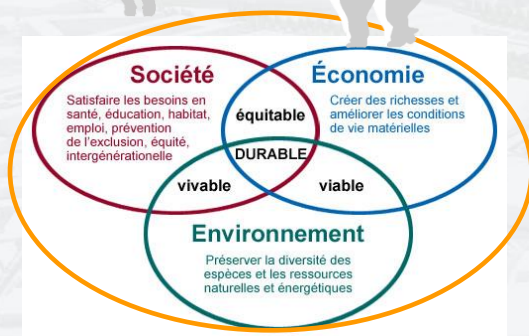 Société
Satisfaire les besoins en
santé, éducation, habitat,
emploi, prévention
de l'exclusion, équité,
intergénérationelle
Économie
Créer des richesses et
améliorer les conditions
de vie matérielles
équitable
DURABLE
vivable
viable
Environnement
Préserver la diversité des
espèces et les ressources
naturelles et énergétiques